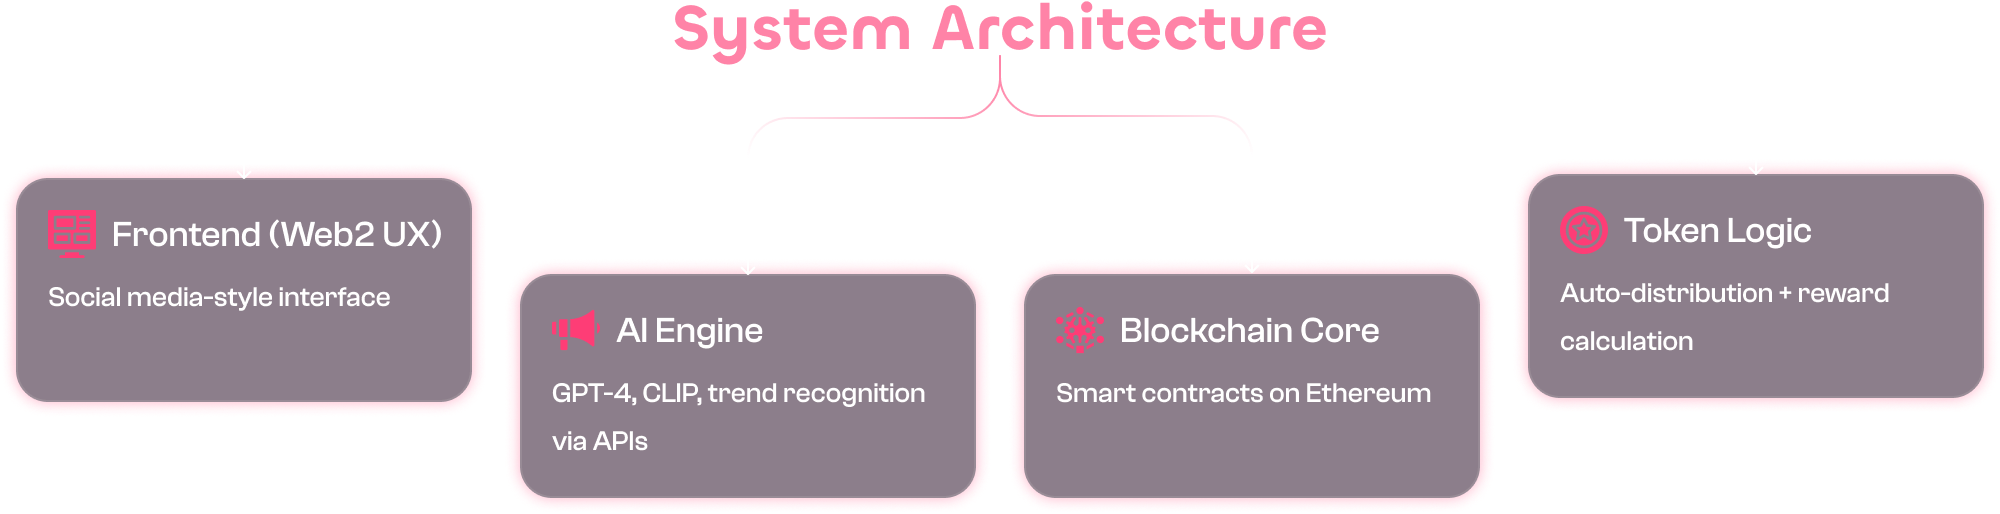 System Architecture
Frontend (Web2 UX)
Social media-style interface
AI Engine
GPT-4, CLIP, trend recognition
via APIs
Blockchain Core
Smart contracts on Ethereum
Token Logic
Auto-distribution + reward
calculation